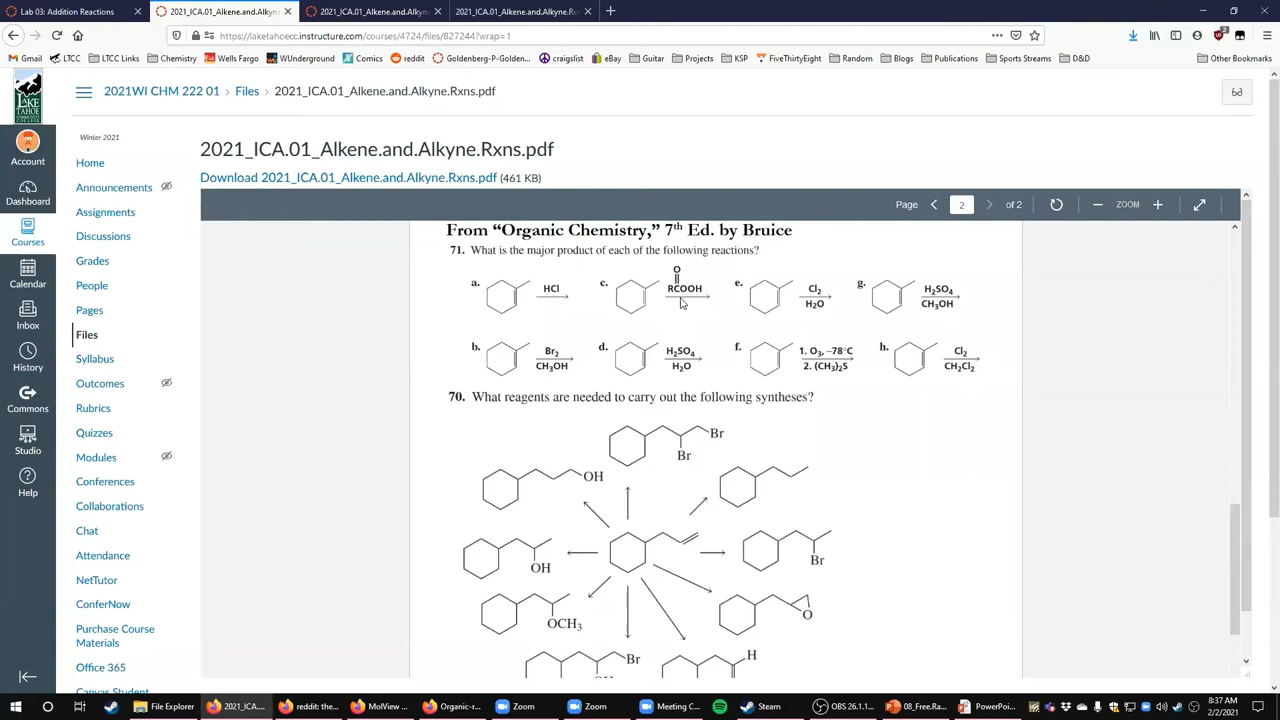 Lab 03: Addition Reactions
2021_ICA.01_Alkene.and.Alkyne
2021_ICA.01_Alkene.and.Alkyn
2021_ICA.01_Alkene.and.Alkyne.Rx
https://laketahoecc.instructure.com/courses/4724/files/827244?wrap=1
Gmail LTCC LTCC Links Chemistry Wells Fargo WUnderground Comics reddit Goldenberg-P-Golden... craigslist eBay Guitar Projects KSP FiveThirtyEight Random Blogs Publications Sports Streams D&D Other Bookmarks
LAKE TAHOE
Account
Dashboard
Courses
Calendar
Inbox
History
Commons
Studio
Help
2021WI CHM 222 01 > Files > 2021_ICA.01_Alkene.and.Alkyne.Rxns.pdf
Winter 2021
Home
Announcements
Assignments
Discussions
Grades
People
Pages
Files
Syllabus
Outcomes
Rubrics
Quizzes
Modules
Conferences
Collaborations
Chat
Attendance
NetTutor
ConferNow
Purchase Course
Materials
Office 365
Canvas Student
2021_ICA.01_Alkene.and.Alkyne.Rxns.pdf
Download 2021_ICA.01_Alkene.and.Alkyne.Rxns.pdf (461 KB)
Page 2 of 2 ZOOM
From “Organic Chemistry,” 7th Ed. by Bruice
71. What is the major product of each of the following reactions?
a. HCl
c. O
RCOOH
e. Cl2
H2O
g. H2SO4
CH3OH
b. Br2
CH3OH
d. H2SO4
H2O
f. 1. O3, −78°C
2. (CH3)2S
h. Cl2
CH2Cl2
70. What reagents are needed to carry out the following syntheses?
Br
Br
OH
OH
Br
OCH3
O
Br
H
File Explorer
2021_ICA....
reddit: the...
MolView ...
Organic-r...
Zoom
Zoom
Meeting C...
Steam
OBS 26.1.1...
08_Free.Ra...
PowerPoi...
8:37 AM
2/2/2021